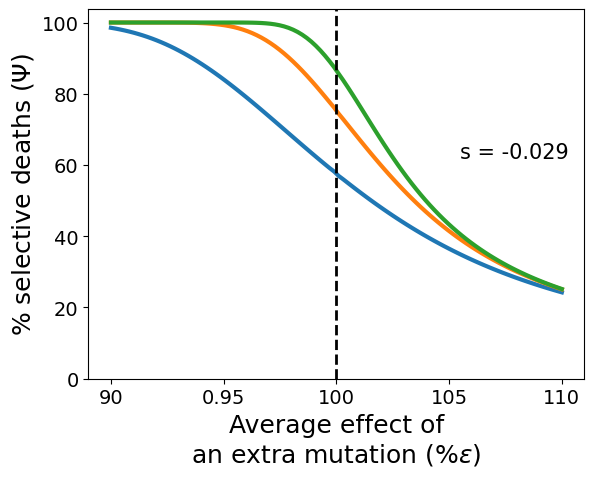 % selective deaths (Ψ)
100
80
60
40
20
0
s = -0.029
90 0.95 100 105 110
Average effect of
an extra mutation (%ε)